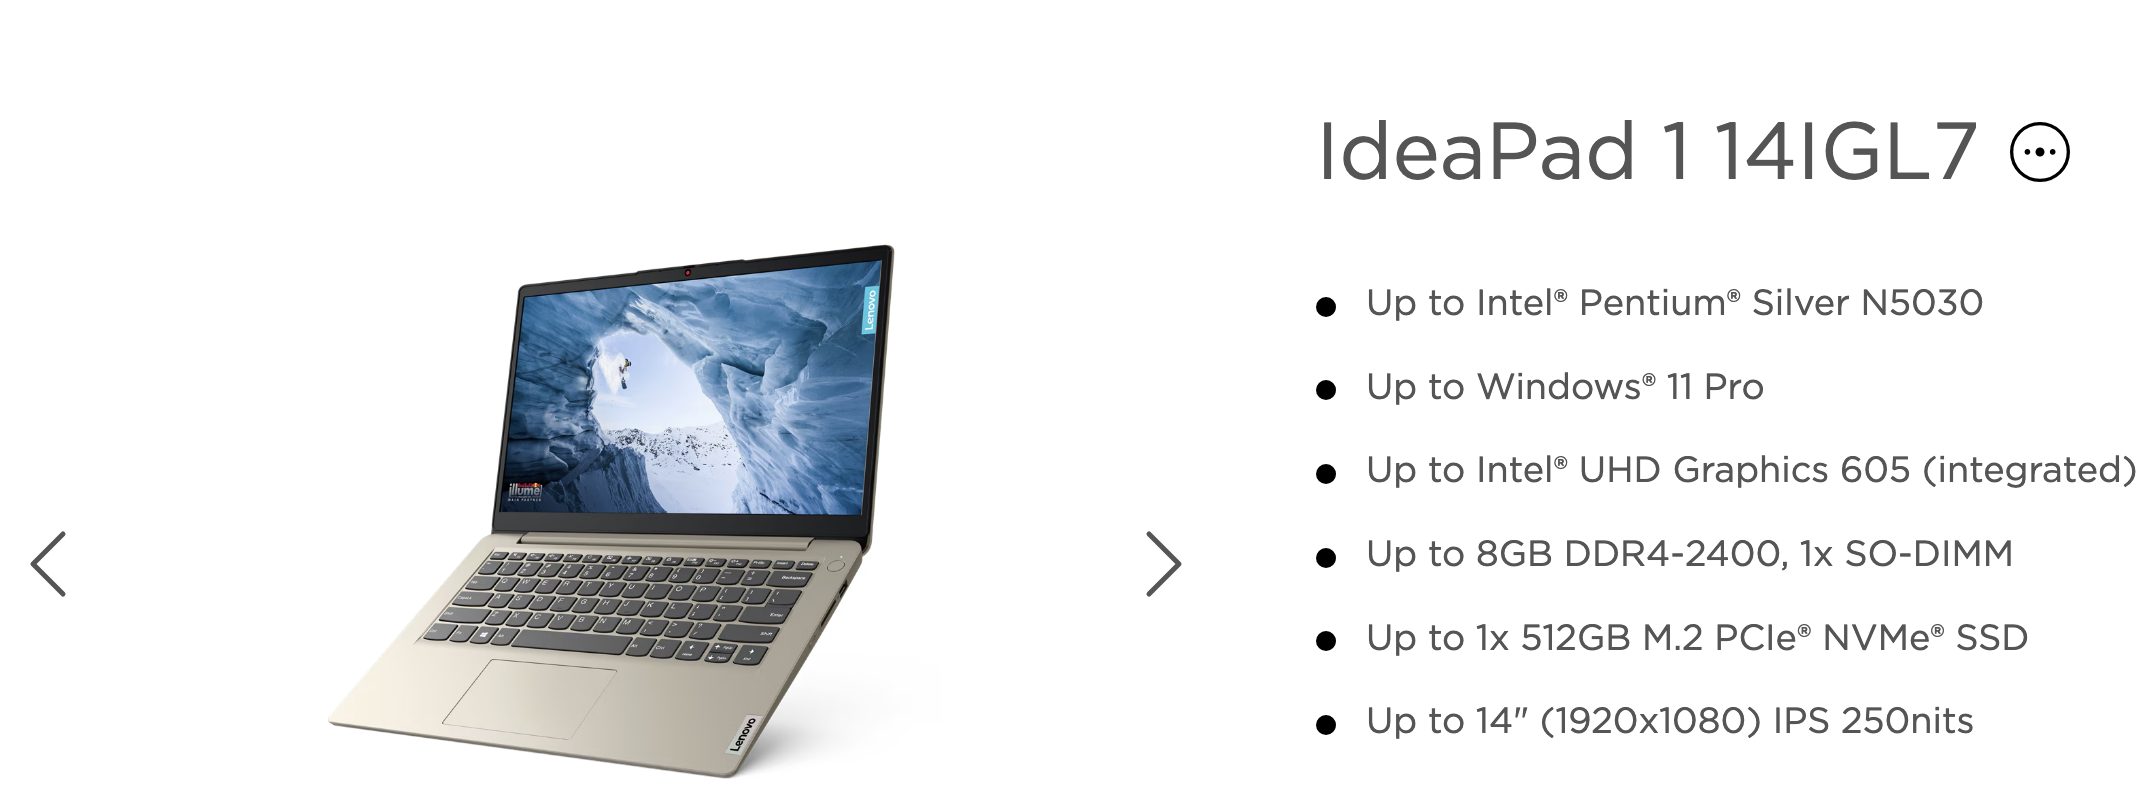 IdeaPad 1 14IGL7
Up to Intel® Pentium® Silver N5030
Up to Windows® 11 Pro
Up to Intel® UHD Graphics 605 (integrated)
Up to 8GB DDR4-2400, 1x SO-DIMM
Up to 1x 512GB M.2 PCIe® NVMe® SSD
Up to 14" (1920x1080) IPS 250nits
Lenovo
illume
Lenovo